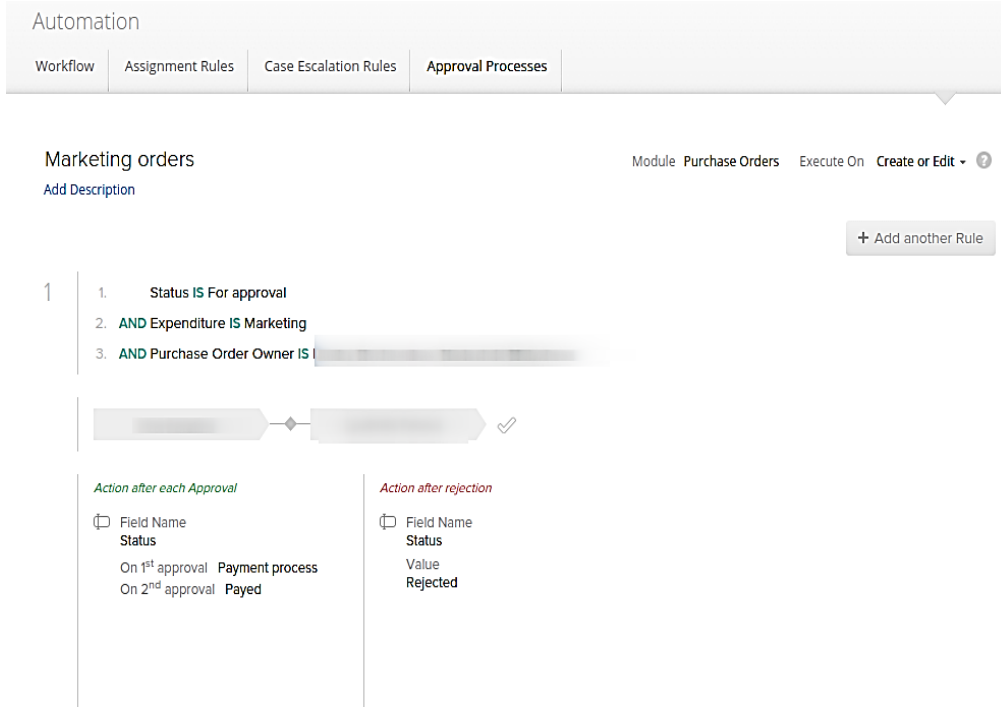 Automation
Workflow Assignment Rules Case Escalation Rules Approval Processes
Marketing orders
Module Purchase Orders Execute On Create or Edit ?
Add Description
+ Add another Rule
1
1. Status IS For approval
2. AND Expenditure IS Marketing
3. AND Purchase Order Owner IS
Action after each Approval
Action after rejection
Field Name
Status
On 1st approval Payment process
On 2nd approval Payed
Field Name
Status
Value
Rejected